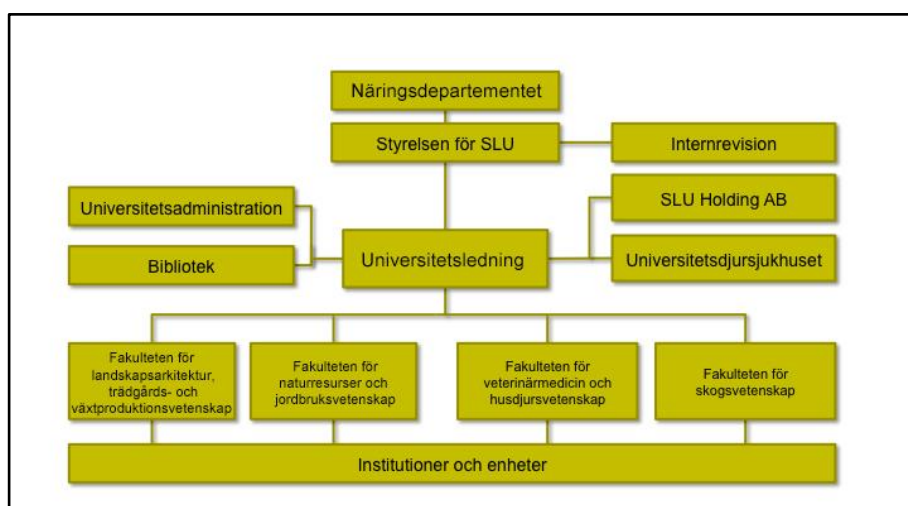 Näringsdepartementet
Styrelsen för SLU
Internrevision
Universitetsadministration
SLU Holding AB
Bibliotek
Universitetsledning
Universitetsdjursjukhuset
Fakulteten för
landskapsarkitektur,
trädgårds- och
växtproduktionsvetenskap
Fakulteten för
naturresurser och
jordbruksvetenskap
Fakulteten för
veterinärmedicin och
husdjursvetenskap
Fakulteten för
skogsvetenskap
Institutioner och enheter